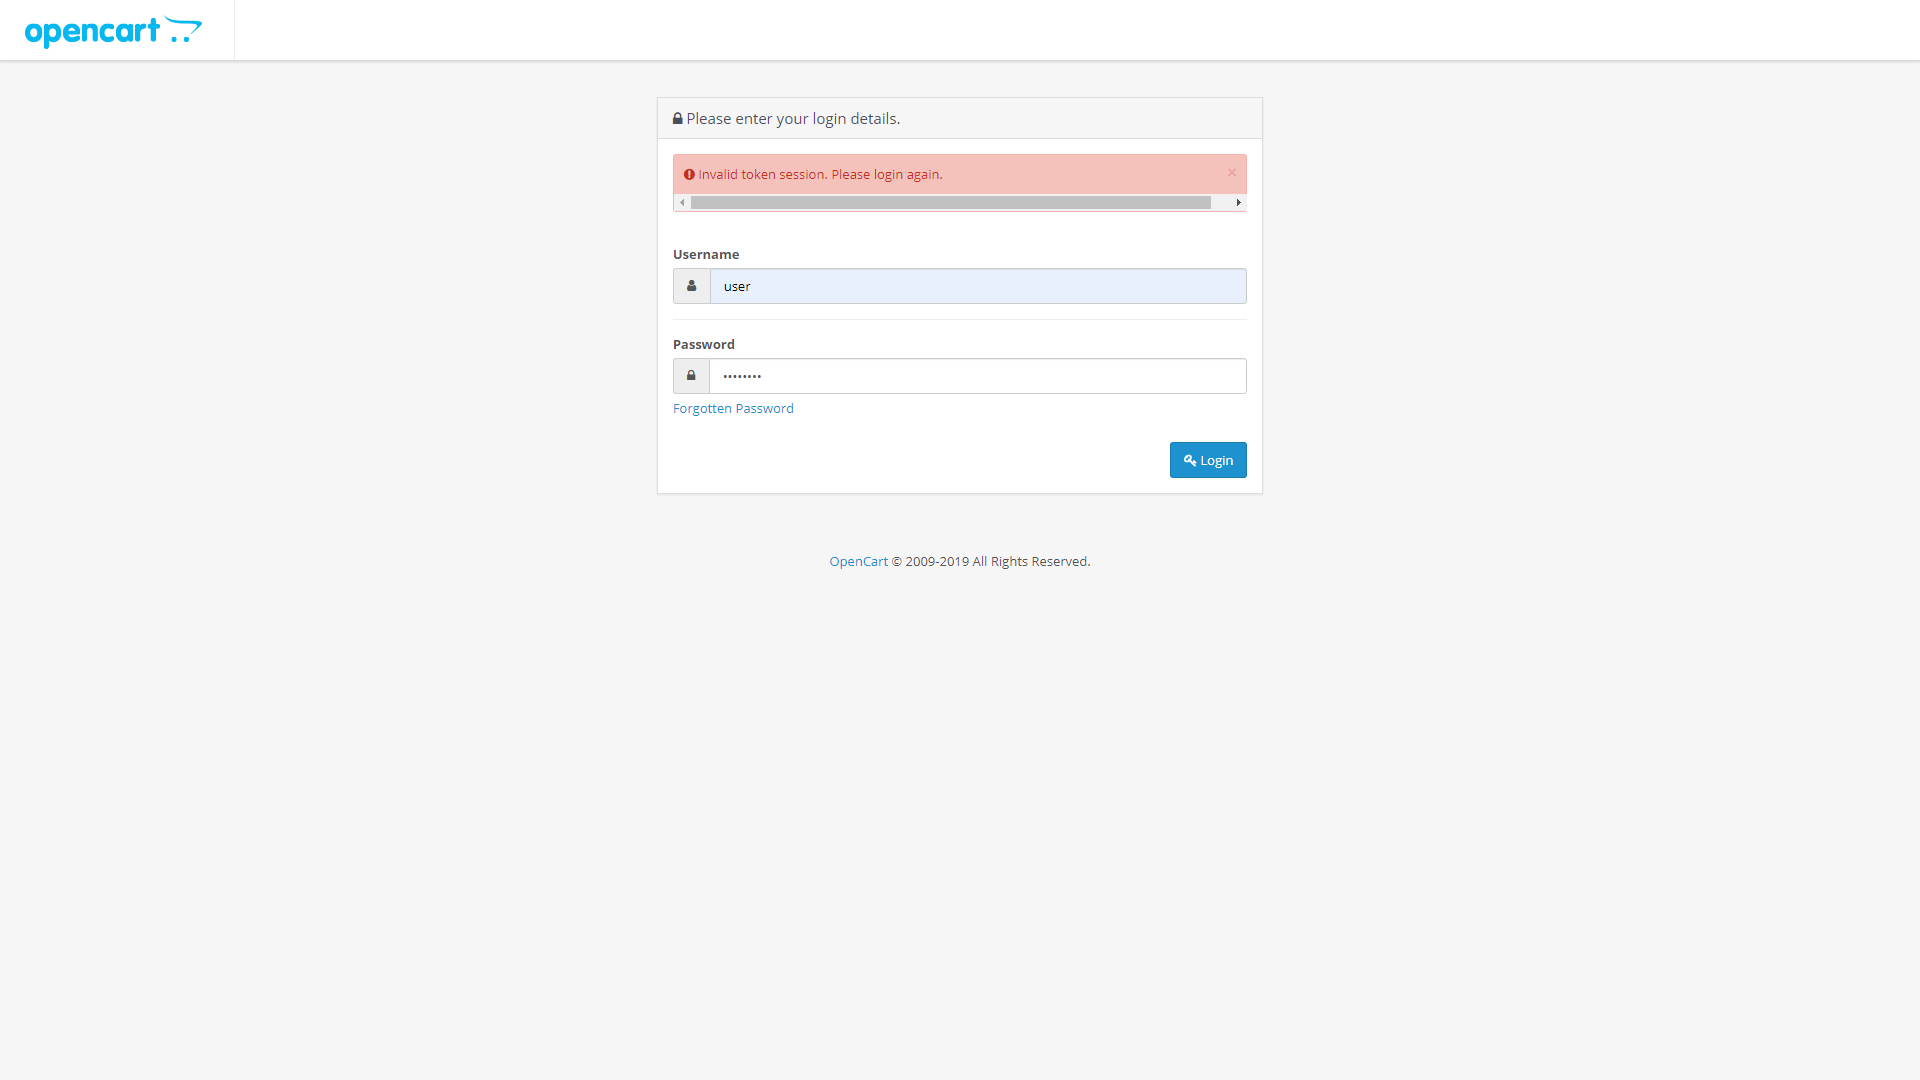 opencart
Please enter your login details.
Invalid token session. Please login again.
×
Username
user
Password
••••••••
Forgotten Password
Login
OpenCart © 2009-2019 All Rights Reserved.